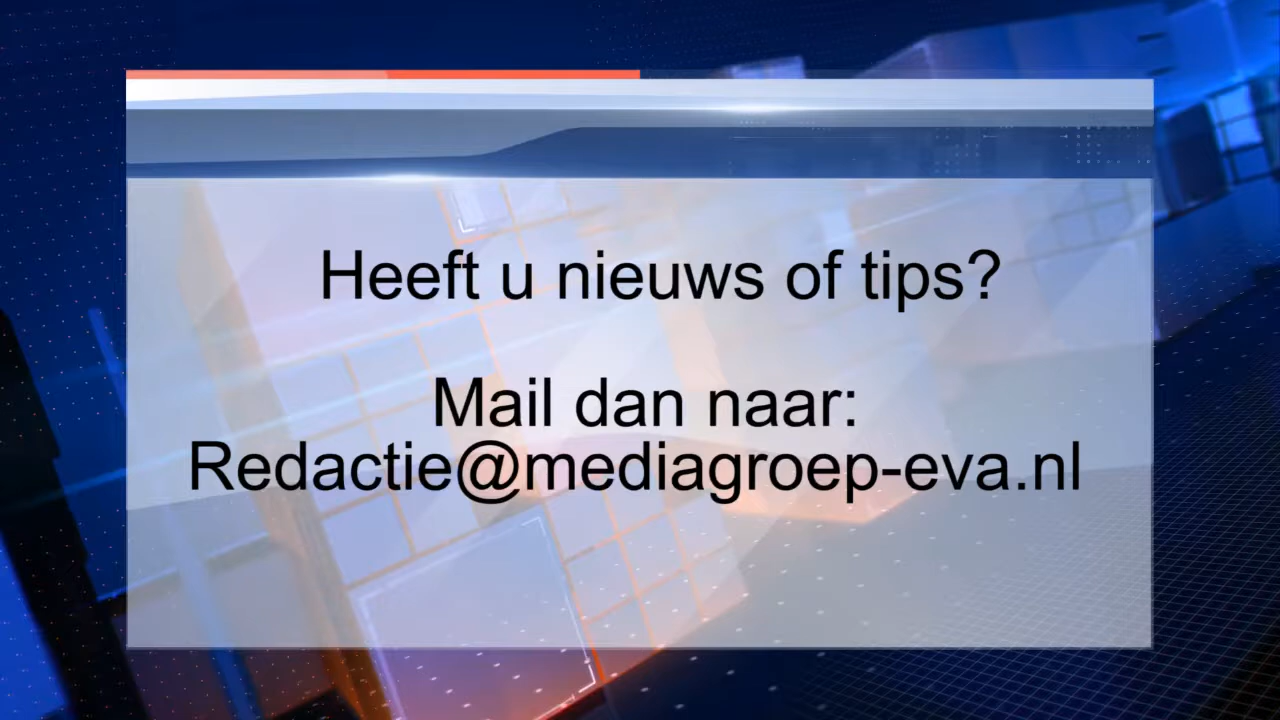 Heeft u nieuws of tips?
Mail dan naar:
Redactie@mediagroep-eva.nl